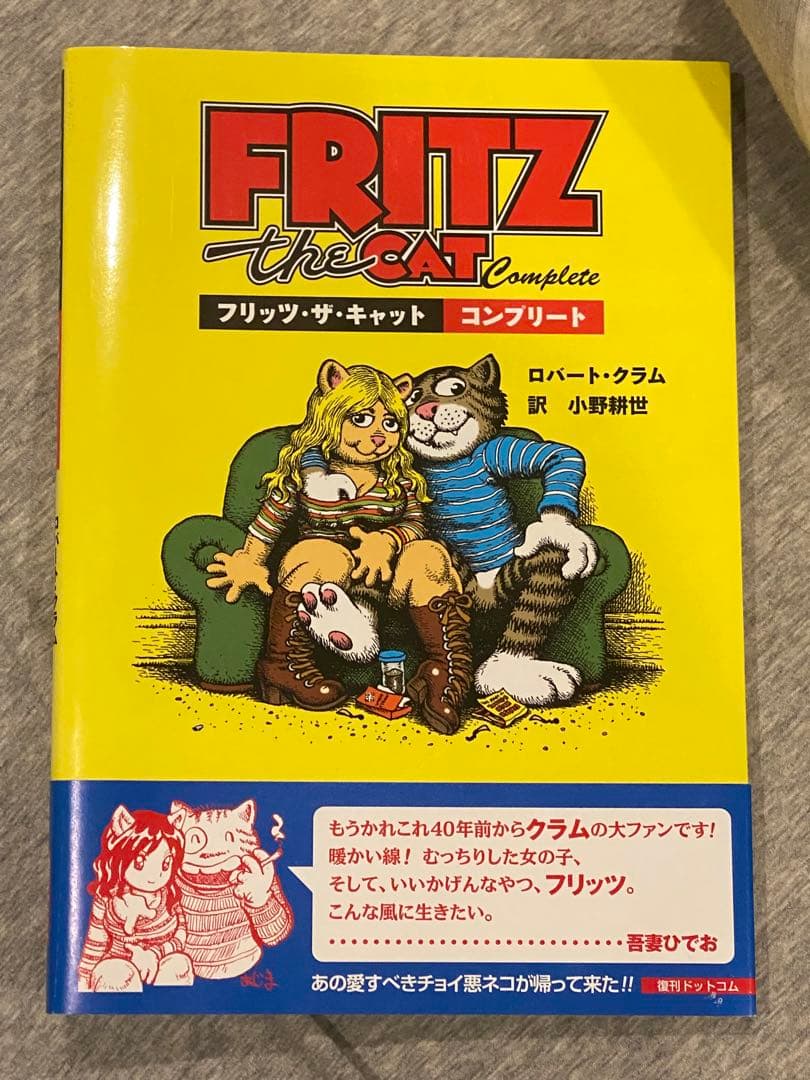 FRITZ
the CAT Complete
フリッツ・ザ・キャット コンプリート
ロバート・クラム
訳 小野耕世
もうかれこれ40年前からクラムの大ファンです!
暖かい線! むっちりした女の子、
そして、いいかげんなやつ、フリッツ。
こんな風に生きたい。
…………………………吾妻ひでお
あの愛すべきチョイ悪ネコが帰って来た!! 復刊ドットコム